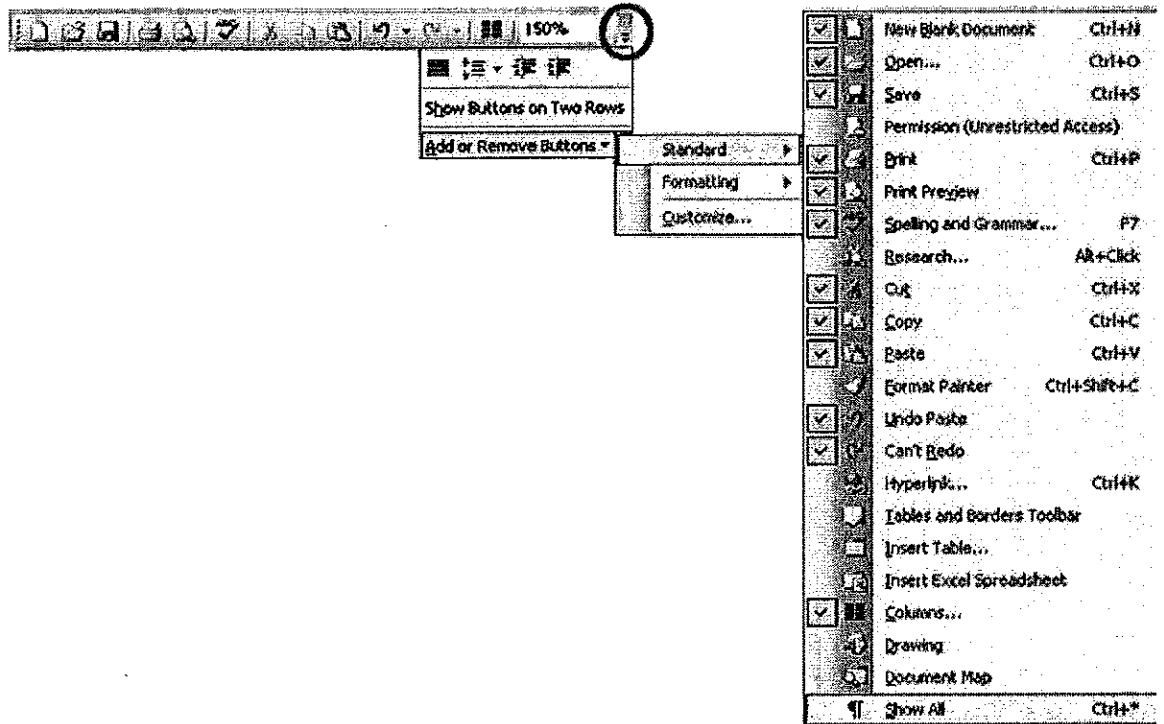 150%
Show Buttons on Two Rows
Add or Remove Buttons
Standard
Formatting
Customize...
New Blank Document Ctrl+N
Open... Ctrl+O
Save Ctrl+S
Permission (Unrestricted Access)
Print Ctrl+P
Print Preview
Spelling and Grammar... F7
Research... Alt+Click
Cut Ctrl+X
Copy Ctrl+C
Paste Ctrl+V
Format Painter Ctrl+Shift+C
Undo Paste
Can't Redo
Hyperlink... Ctrl+K
Tables and Borders Toolbar
Insert Table...
Insert Excel Spreadsheet
Columns...
Drawing
Document Map
¶ Show All Ctrl+*